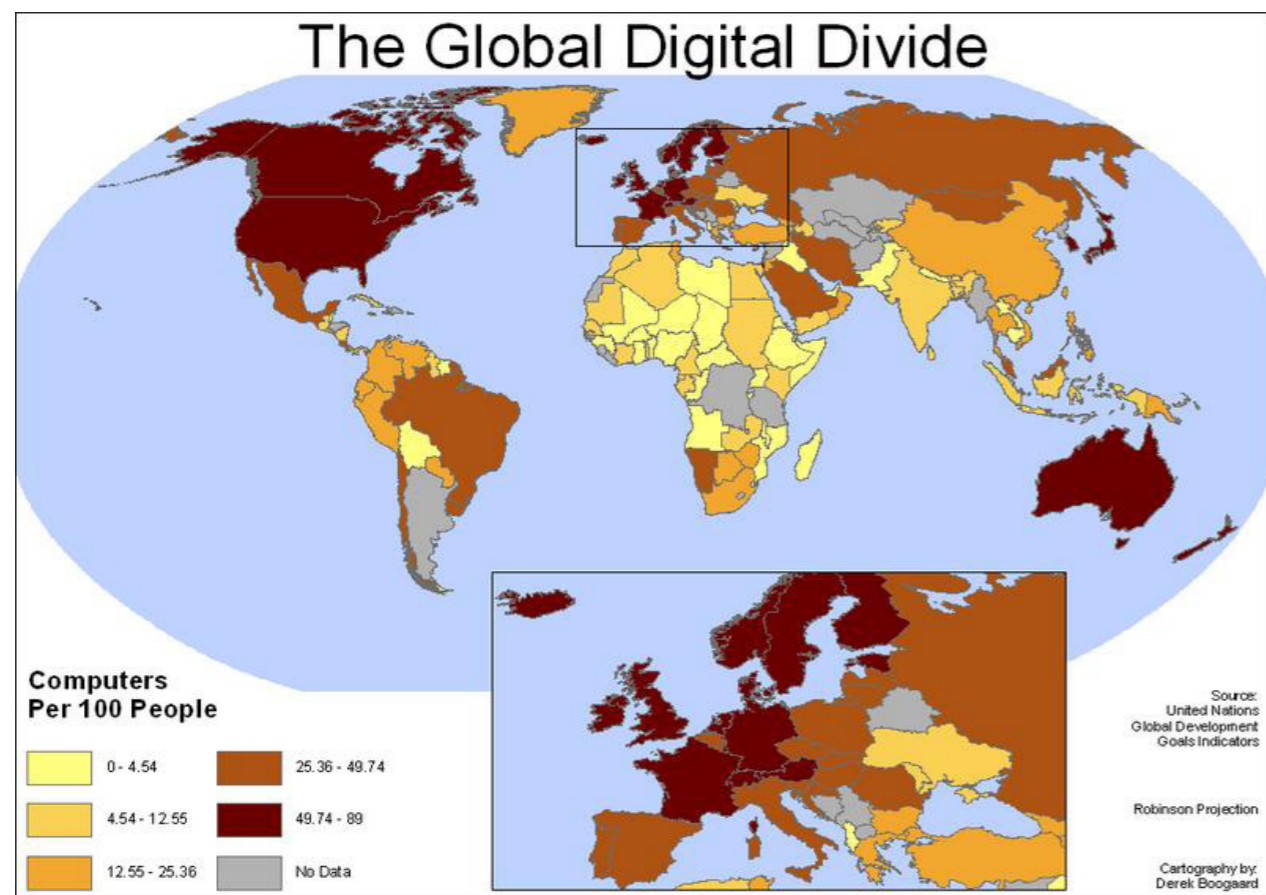 The Global Digital Divide
Computers
Per 100 People
0 - 4.54
4.54 - 12.55
12.55 - 25.36
25.36 - 49.74
49.74 - 89
No Data
Source:
United Nations
Global Development
Goals Indicators
Robinson Projection
Cartography by:
Derek Boogaard